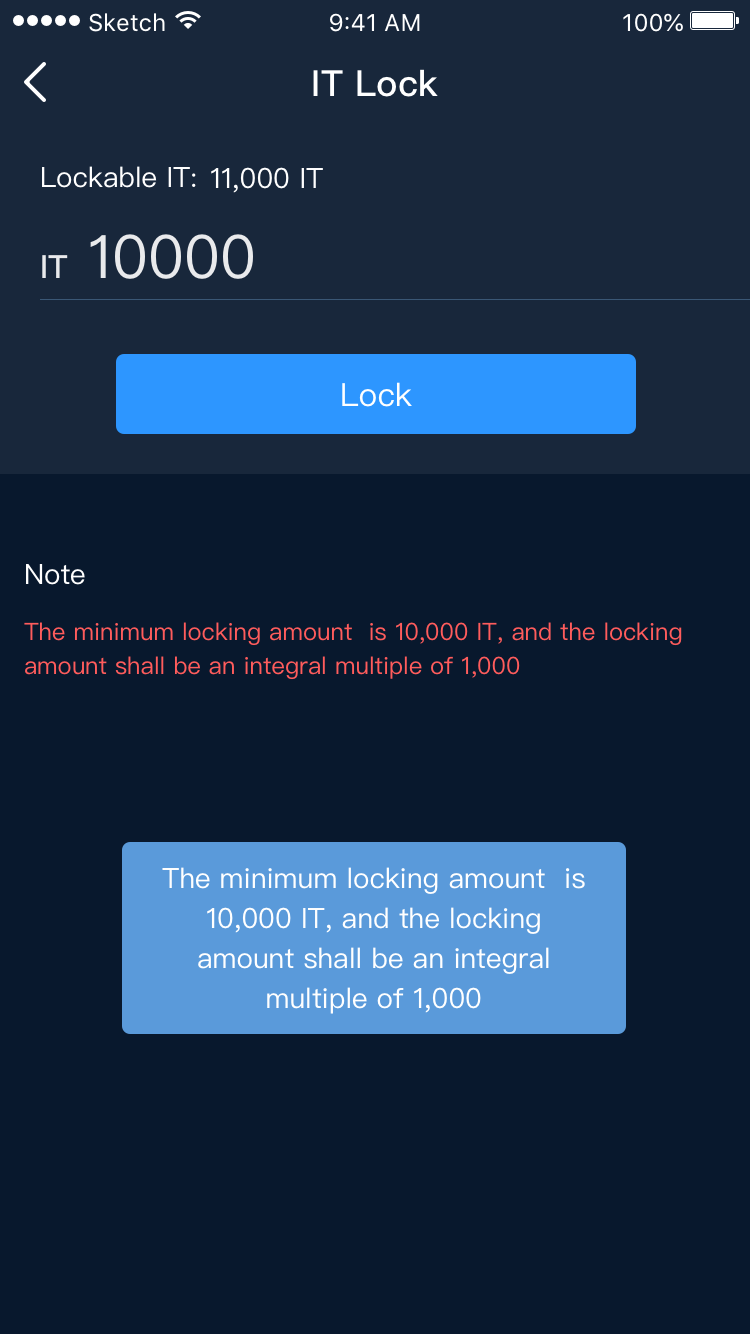 Sketch 9:41 AM 100%
IT Lock
Lockable IT: 11,000 IT
IT 10000
Lock
Note
The minimum locking amount  is 10,000 IT, and the locking
amount shall be an integral multiple of 1,000
The minimum locking amount  is
10,000 IT, and the locking
amount shall be an integral
multiple of 1,000